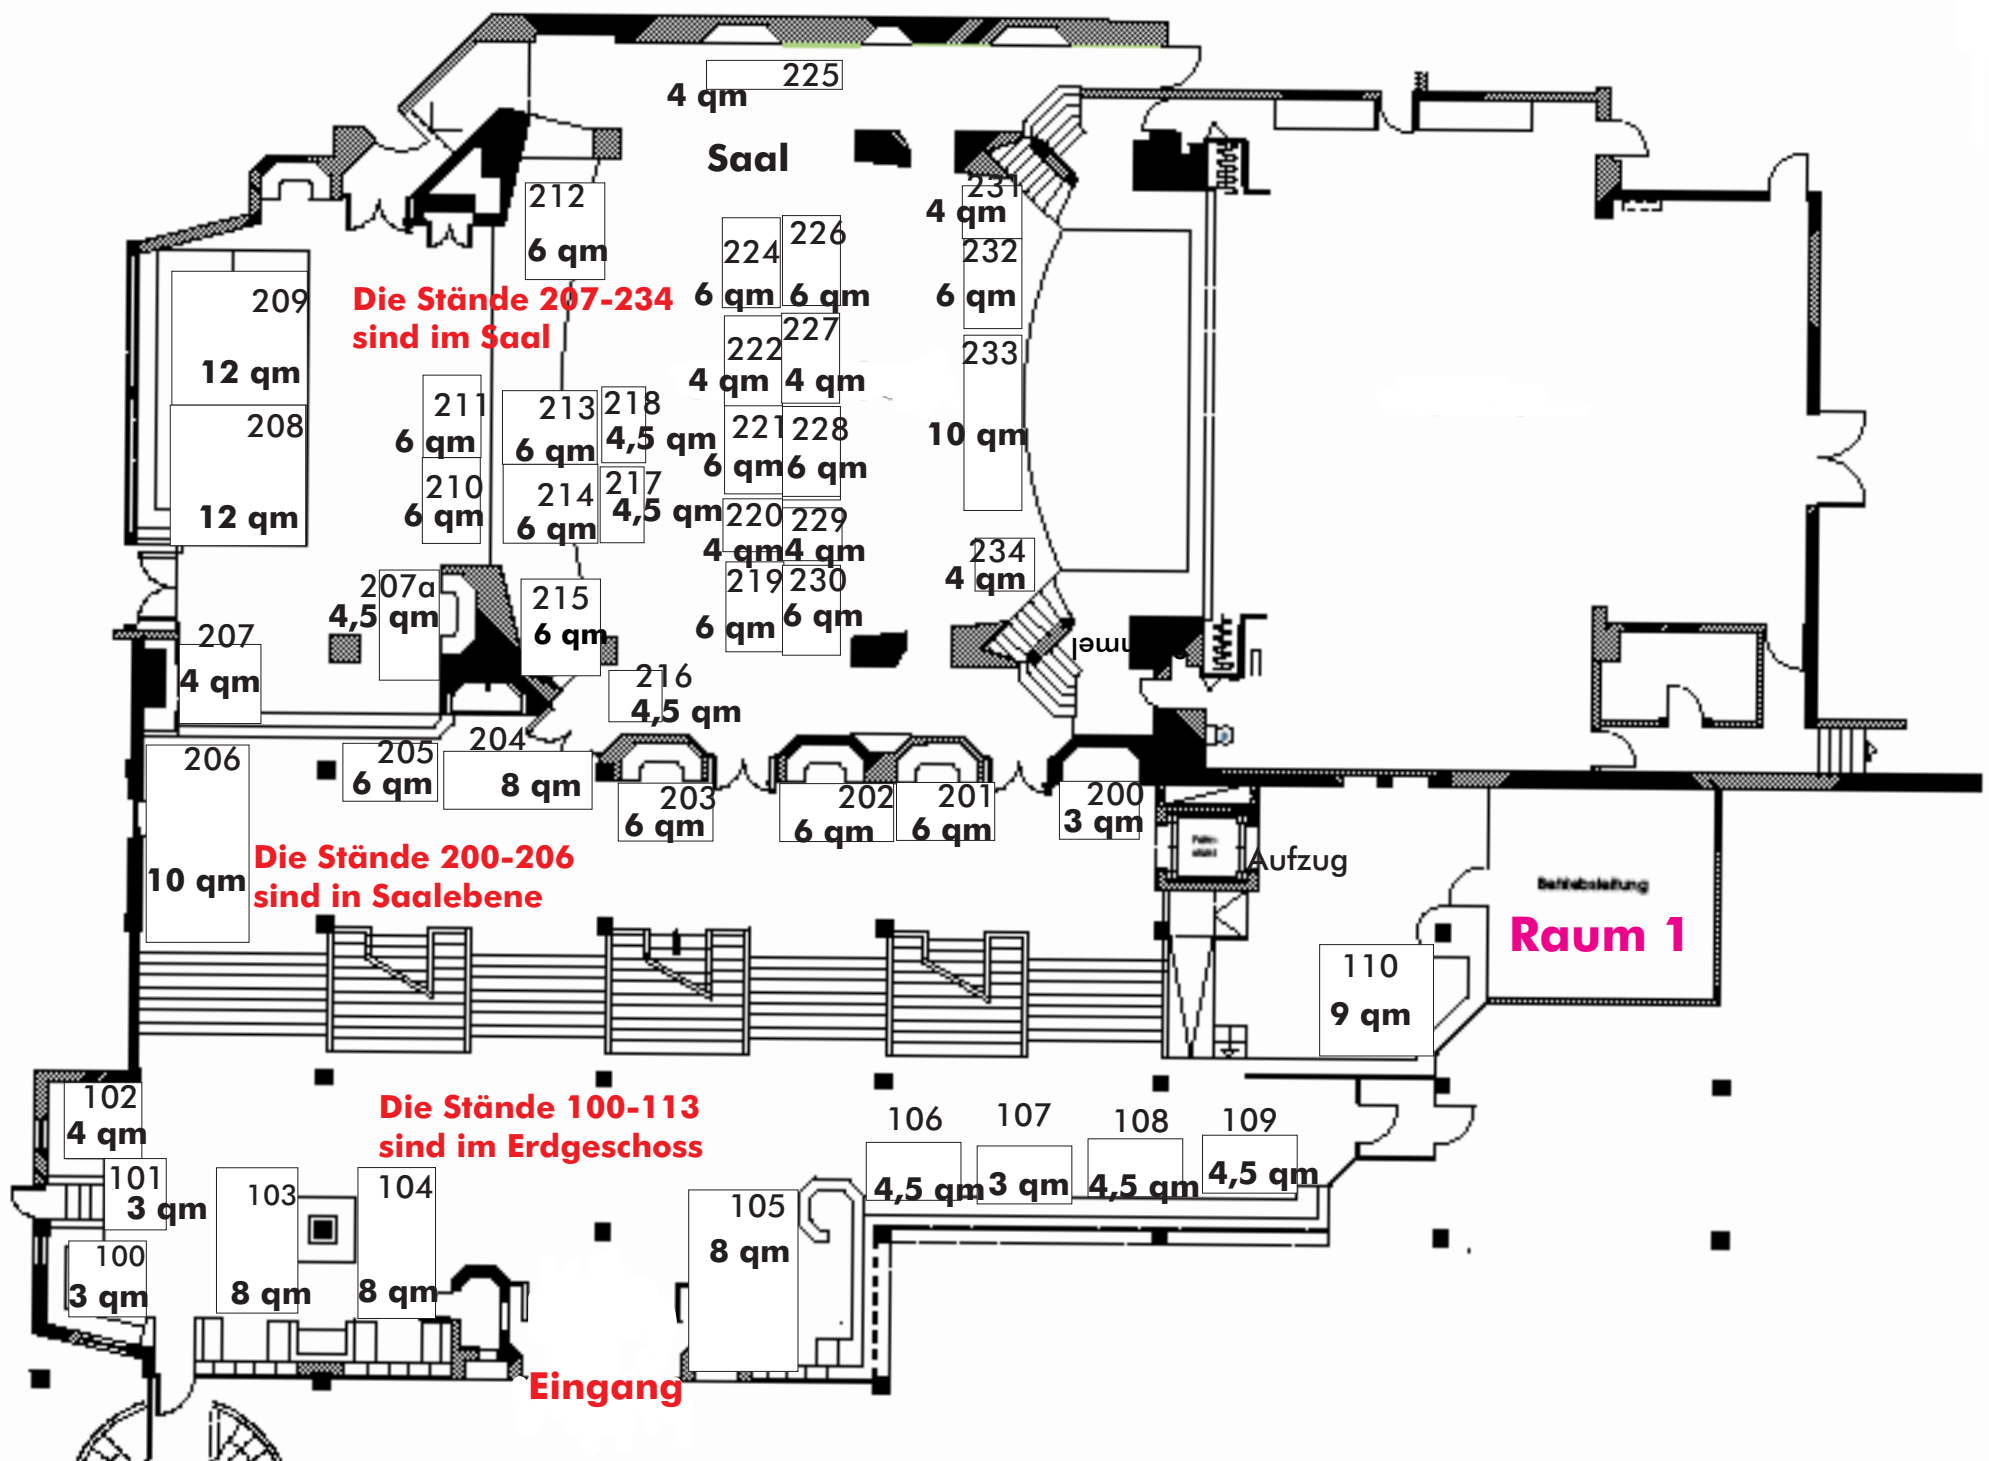 225
4 qm
Saal
212
6 qm
231
4 qm
224
6 qm
226
6 qm
232
6 qm
209
12 qm
Die Stände 207-234
sind im Saal
222
4 qm
227
4 qm
233
10 qm
208
12 qm
211
6 qm
213
6 qm
218
4,5 qm
221
6 qm
228
6 qm
210
6 qm
214
6 qm
217
4,5 qm
220
4 qm
229
4 qm
234
4 qm
207a
4,5 qm
215
6 qm
219
6 qm
230
6 qm
207
4 qm
216
4,5 qm
206
10 qm
205
6 qm
204
8 qm
203
6 qm
202
6 qm
201
6 qm
200
3 qm
Die Stände 200-206
sind in Saalebene
Aufzug
Betriebsleitung
Raum 1
110
9 qm
102
4 qm
Die Stände 100-113
sind im Erdgeschoss
106
4,5 qm
107
3 qm
108
4,5 qm
109
4,5 qm
101
3 qm
103
8 qm
104
8 qm
105
8 qm
100
3 qm
Eingang